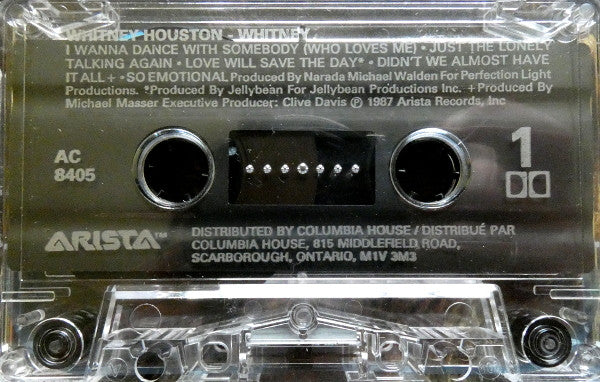 WHITNEY HOUSTON - WHITNEY
I WANNA DANCE WITH SOMEBODY (WHO LOVES ME) • JUST THE LONELY
TALKING AGAIN • LOVE WILL SAVE THE DAY* • DIDN'T WE ALMOST HAVE
IT ALL + • SO EMOTIONAL Produced By Narada Michael Walden For Perfection Light
Productions. *Produced By Jellybean For Jellybean Productions Inc. +Produced By
Michael Masser Executive Producer: Clive Davis ℗ 1987 Arista Records, Inc
AC
8405
1
ARISTA™
DISTRIBUTED BY COLUMBIA HOUSE / DISTRIBUÉ PAR
COLUMBIA HOUSE, 815 MIDDLEFIELD ROAD,
SCARBOROUGH, ONTARIO, M1V 3M3